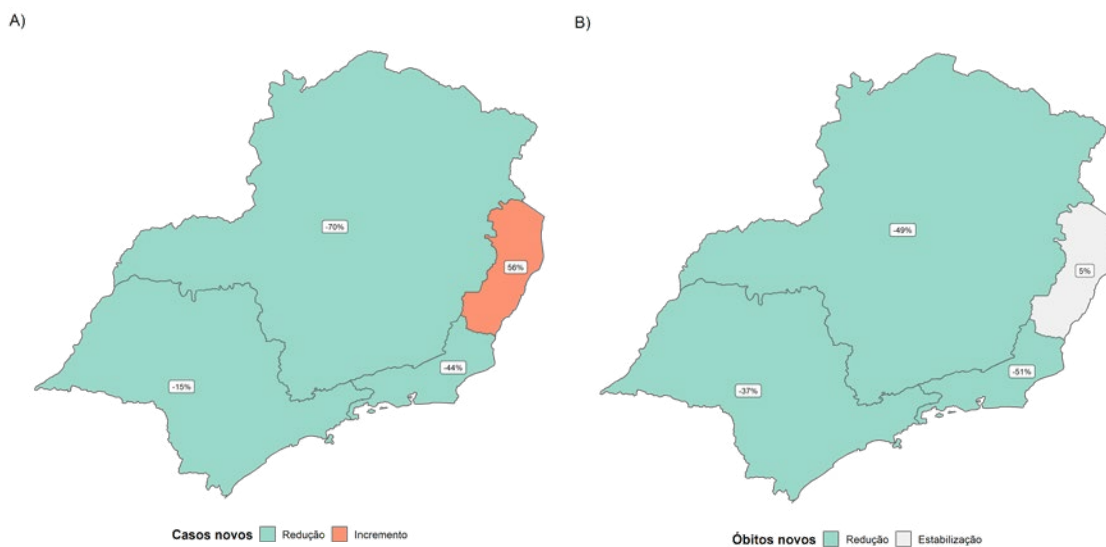 A)
-70%
56%
-44%
-15%
Casos novos Redução Incremento
B)
-49%
5%
-51%
-37%
Óbitos novos Redução Estabilização